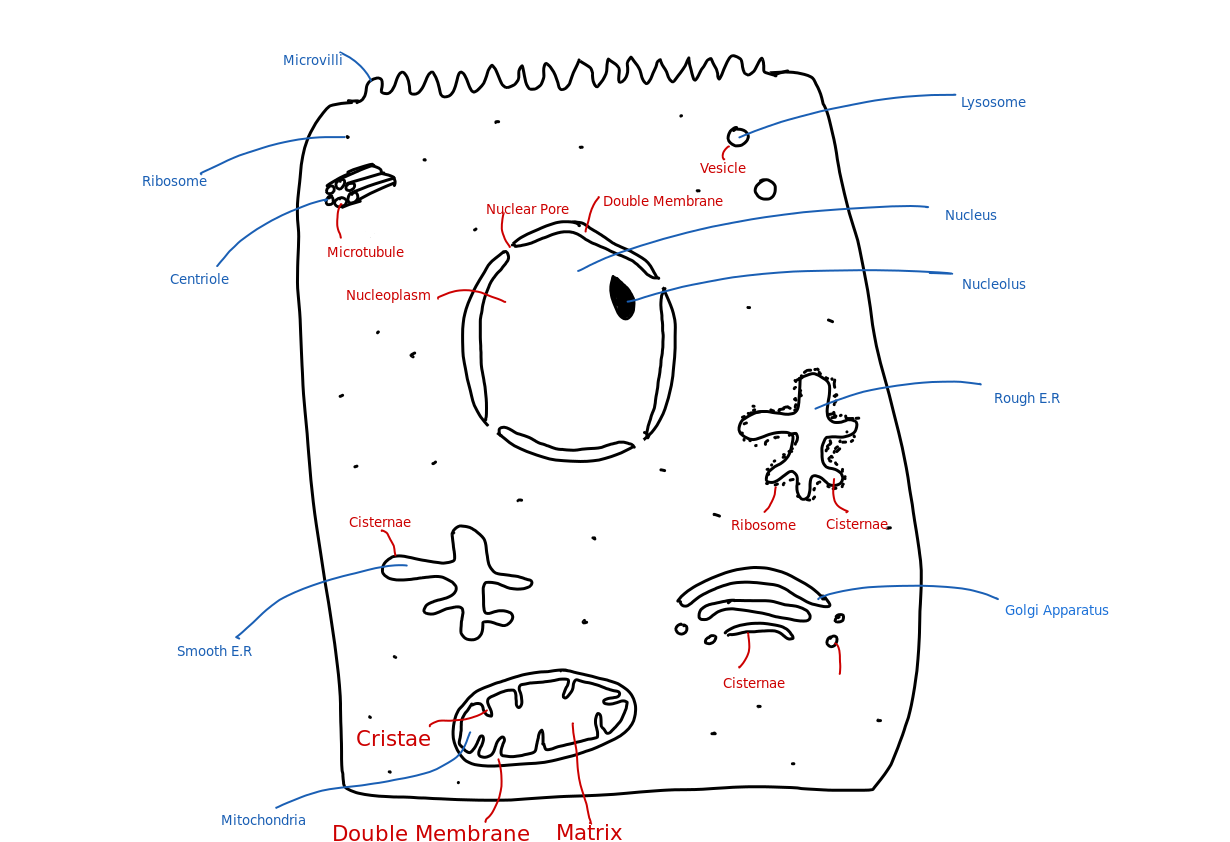 Microvilli
Lysosome
Vesicle
Ribosome
Nuclear Pore
Double Membrane
Nucleus
Microtubule
Centriole
Nucleoplasm
Nucleolus
Rough E.R
Cisternae
Ribosome
Cisternae
Golgi Apparatus
Smooth E.R
Cisternae
Cristae
Mitochondria
Double Membrane
Matrix